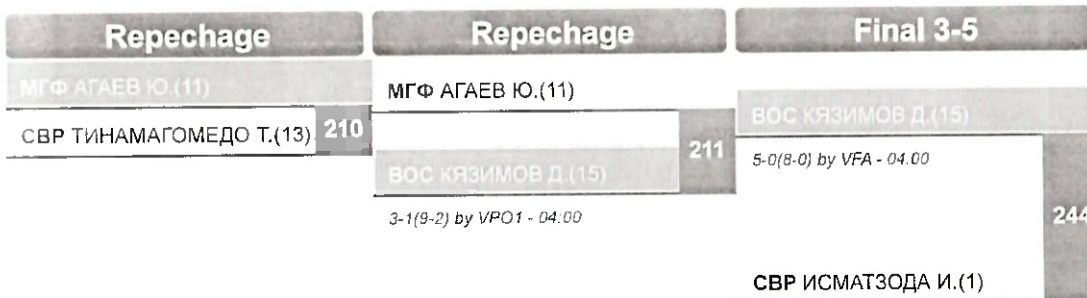 Repechage
МГФ АГАЕВ Ю.(11)
СВР ТИНАМАГОМЕДО Т.(13)
210
Repechage
МГФ АГАЕВ Ю.(11)
211
ВОС КЯЗИМОВ Д.(15)
3-1(9-2) by VPO1 - 04:00
Final 3-5
ВОС КЯЗИМОВ Д.(15)
5-0(8-0) by VFA - 04:00
244
СВР ИСМАТЗОДА И.(1)